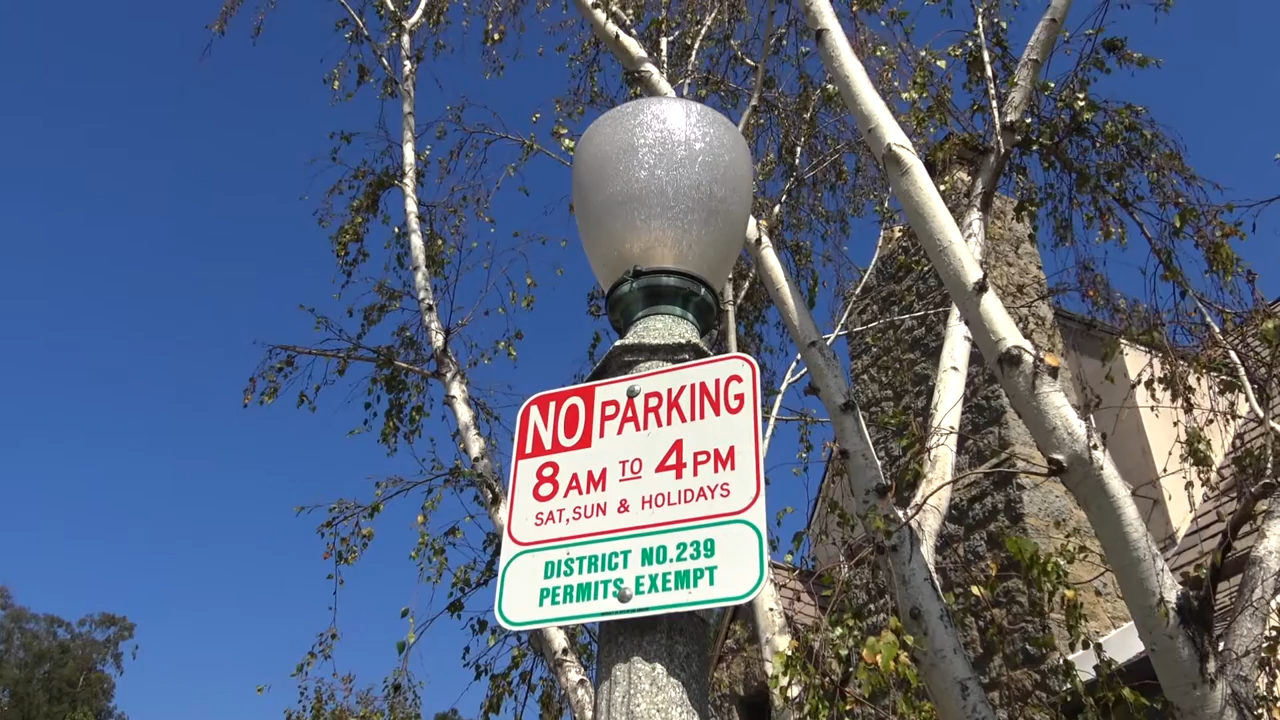 NO PARKING
8AM TO 4PM
SAT, SUN & HOLIDAYS
DISTRICT NO.239
PERMITS EXEMPT